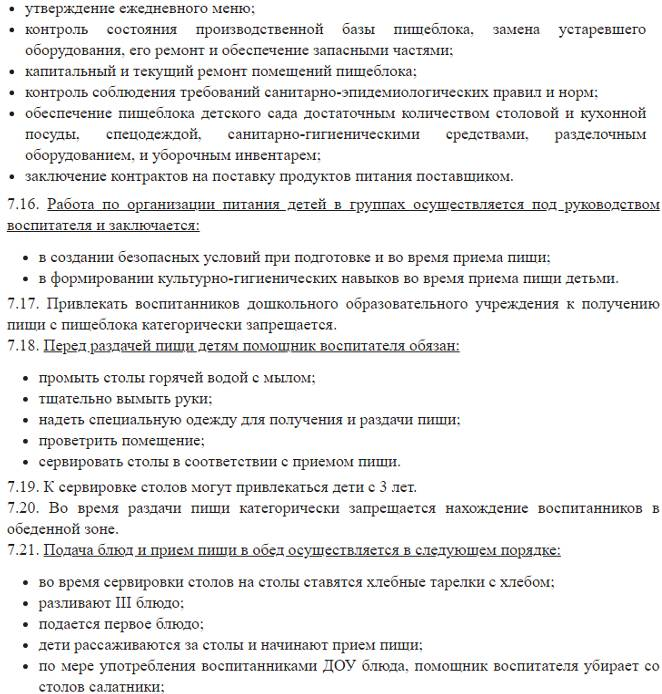 • утверждение ежедневного меню;
• контроль состояния производственной базы пищеблока, замена устаревшего
оборудования, его ремонт и обеспечение запасными частями;
• капитальный и текущий ремонт помещений пищеблока;
• контроль соблюдения требований санитарно-эпидемиологических правил и норм;
• обеспечение пищеблока детского сада достаточным количеством столовой и кухонной
посуды, спецодеждой, санитарно-гигиеническими средствами, разделочным
оборудованием, и уборочным инвентарем;
• заключение контрактов на поставку продуктов питания поставщиком.
7.16. Работа по организации питания детей в группах осуществляется под руководством
воспитателя и заключается:
• в создании безопасных условий при подготовке и во время приема пищи;
• в формировании культурно-гигиенических навыков во время приема пищи детьми.
7.17. Привлекать воспитанников дошкольного образовательного учреждения к получению
пищи с пищеблока категорически запрещается.
7.18. Перед раздачей пищи детям помощник воспитателя обязан:
• промыть столы горячей водой с мылом;
• тщательно вымыть руки;
• надеть специальную одежду для получения и раздачи пищи;
• проветрить помещение;
• сервировать столы в соответствии с приемом пищи.
7.19. К сервировке столов могут привлекаться дети с 3 лет.
7.20. Во время раздачи пищи категорически запрещается нахождение воспитанников в
обеденной зоне.
7.21. Подача блюд и прием пищи в обед осуществляется в следующем порядке:
• во время сервировки столов на столы ставятся хлебные тарелки с хлебом;
• разливают III блюдо;
• подается первое блюдо;
• дети рассаживаются за столы и начинают прием пищи;
• по мере употребления воспитанниками ДОУ блюда, помощник воспитателя убирает со
столов салатники;